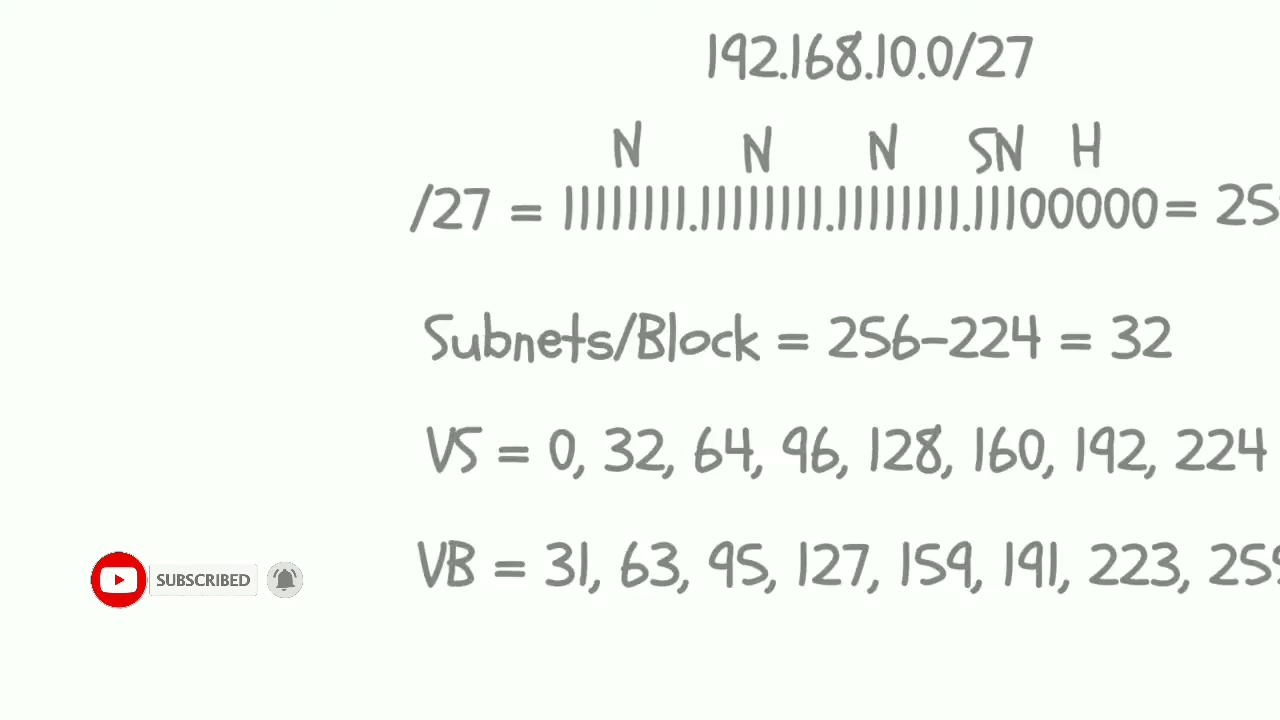 192.168.10.0/27
N N N SN H
/27 = 11111111.11111111.11111111.11100000 = 25
Subnets/Block = 256-224 = 32
VS = 0, 32, 64, 96, 128, 160, 192, 224
VB = 31, 63, 95, 127, 159, 191, 223, 255
SUBSCRIBED